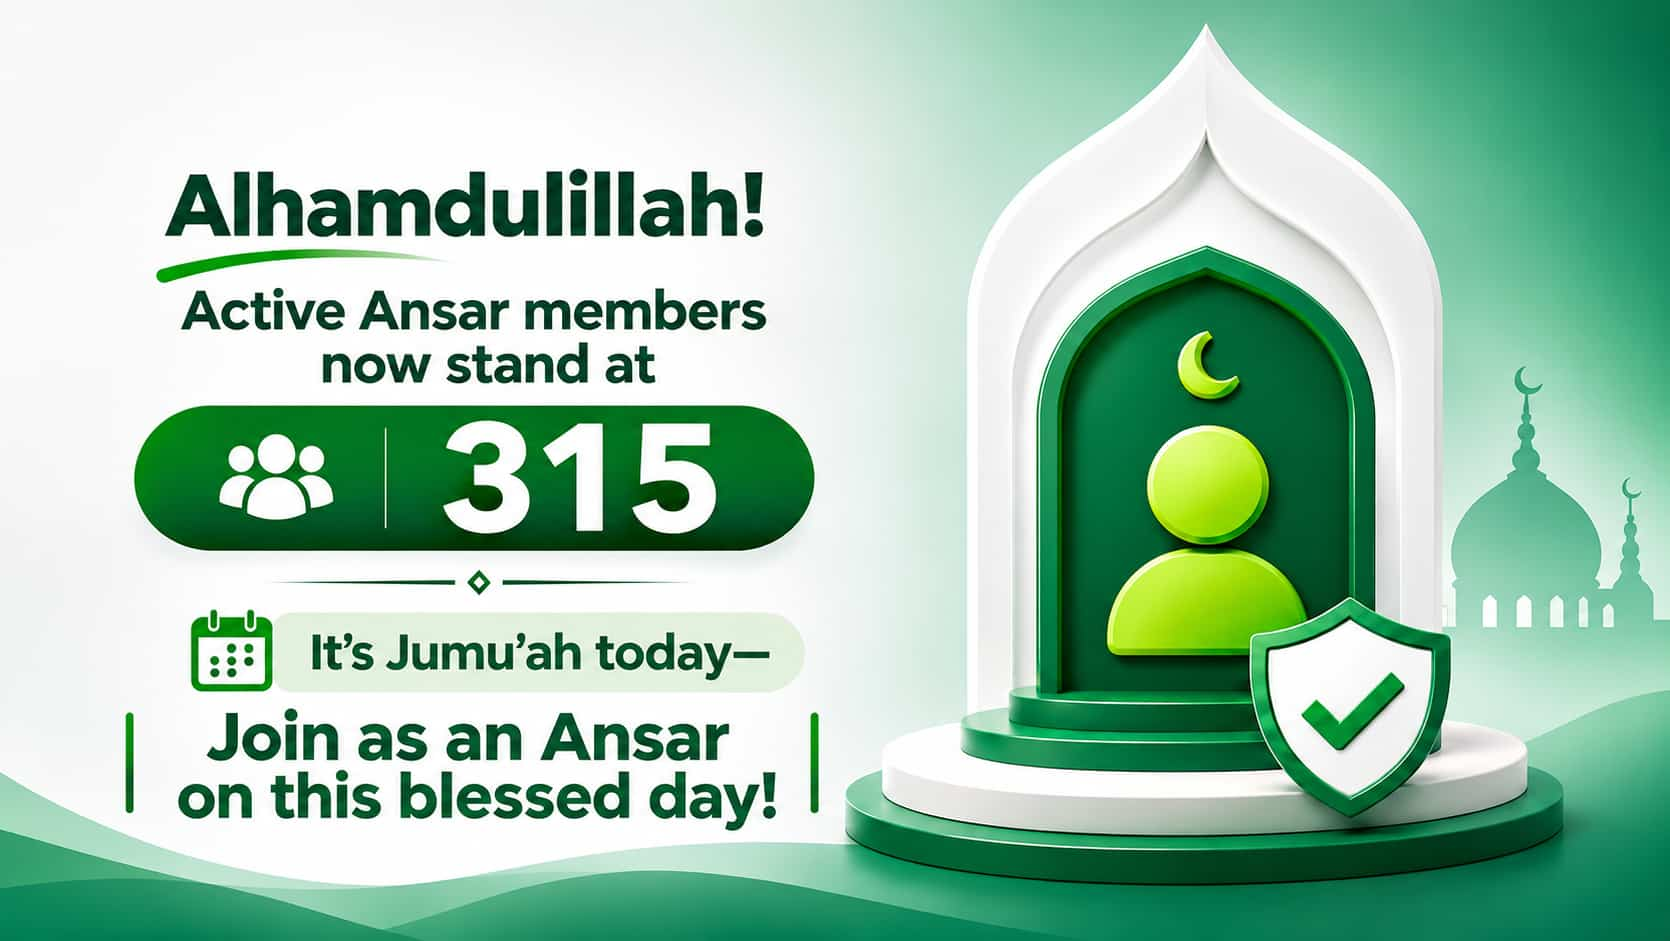 Alhamdulillah!
Active Ansar members
now stand at
315
It’s Jumu’ah today—
Join as an Ansar
on this blessed day!